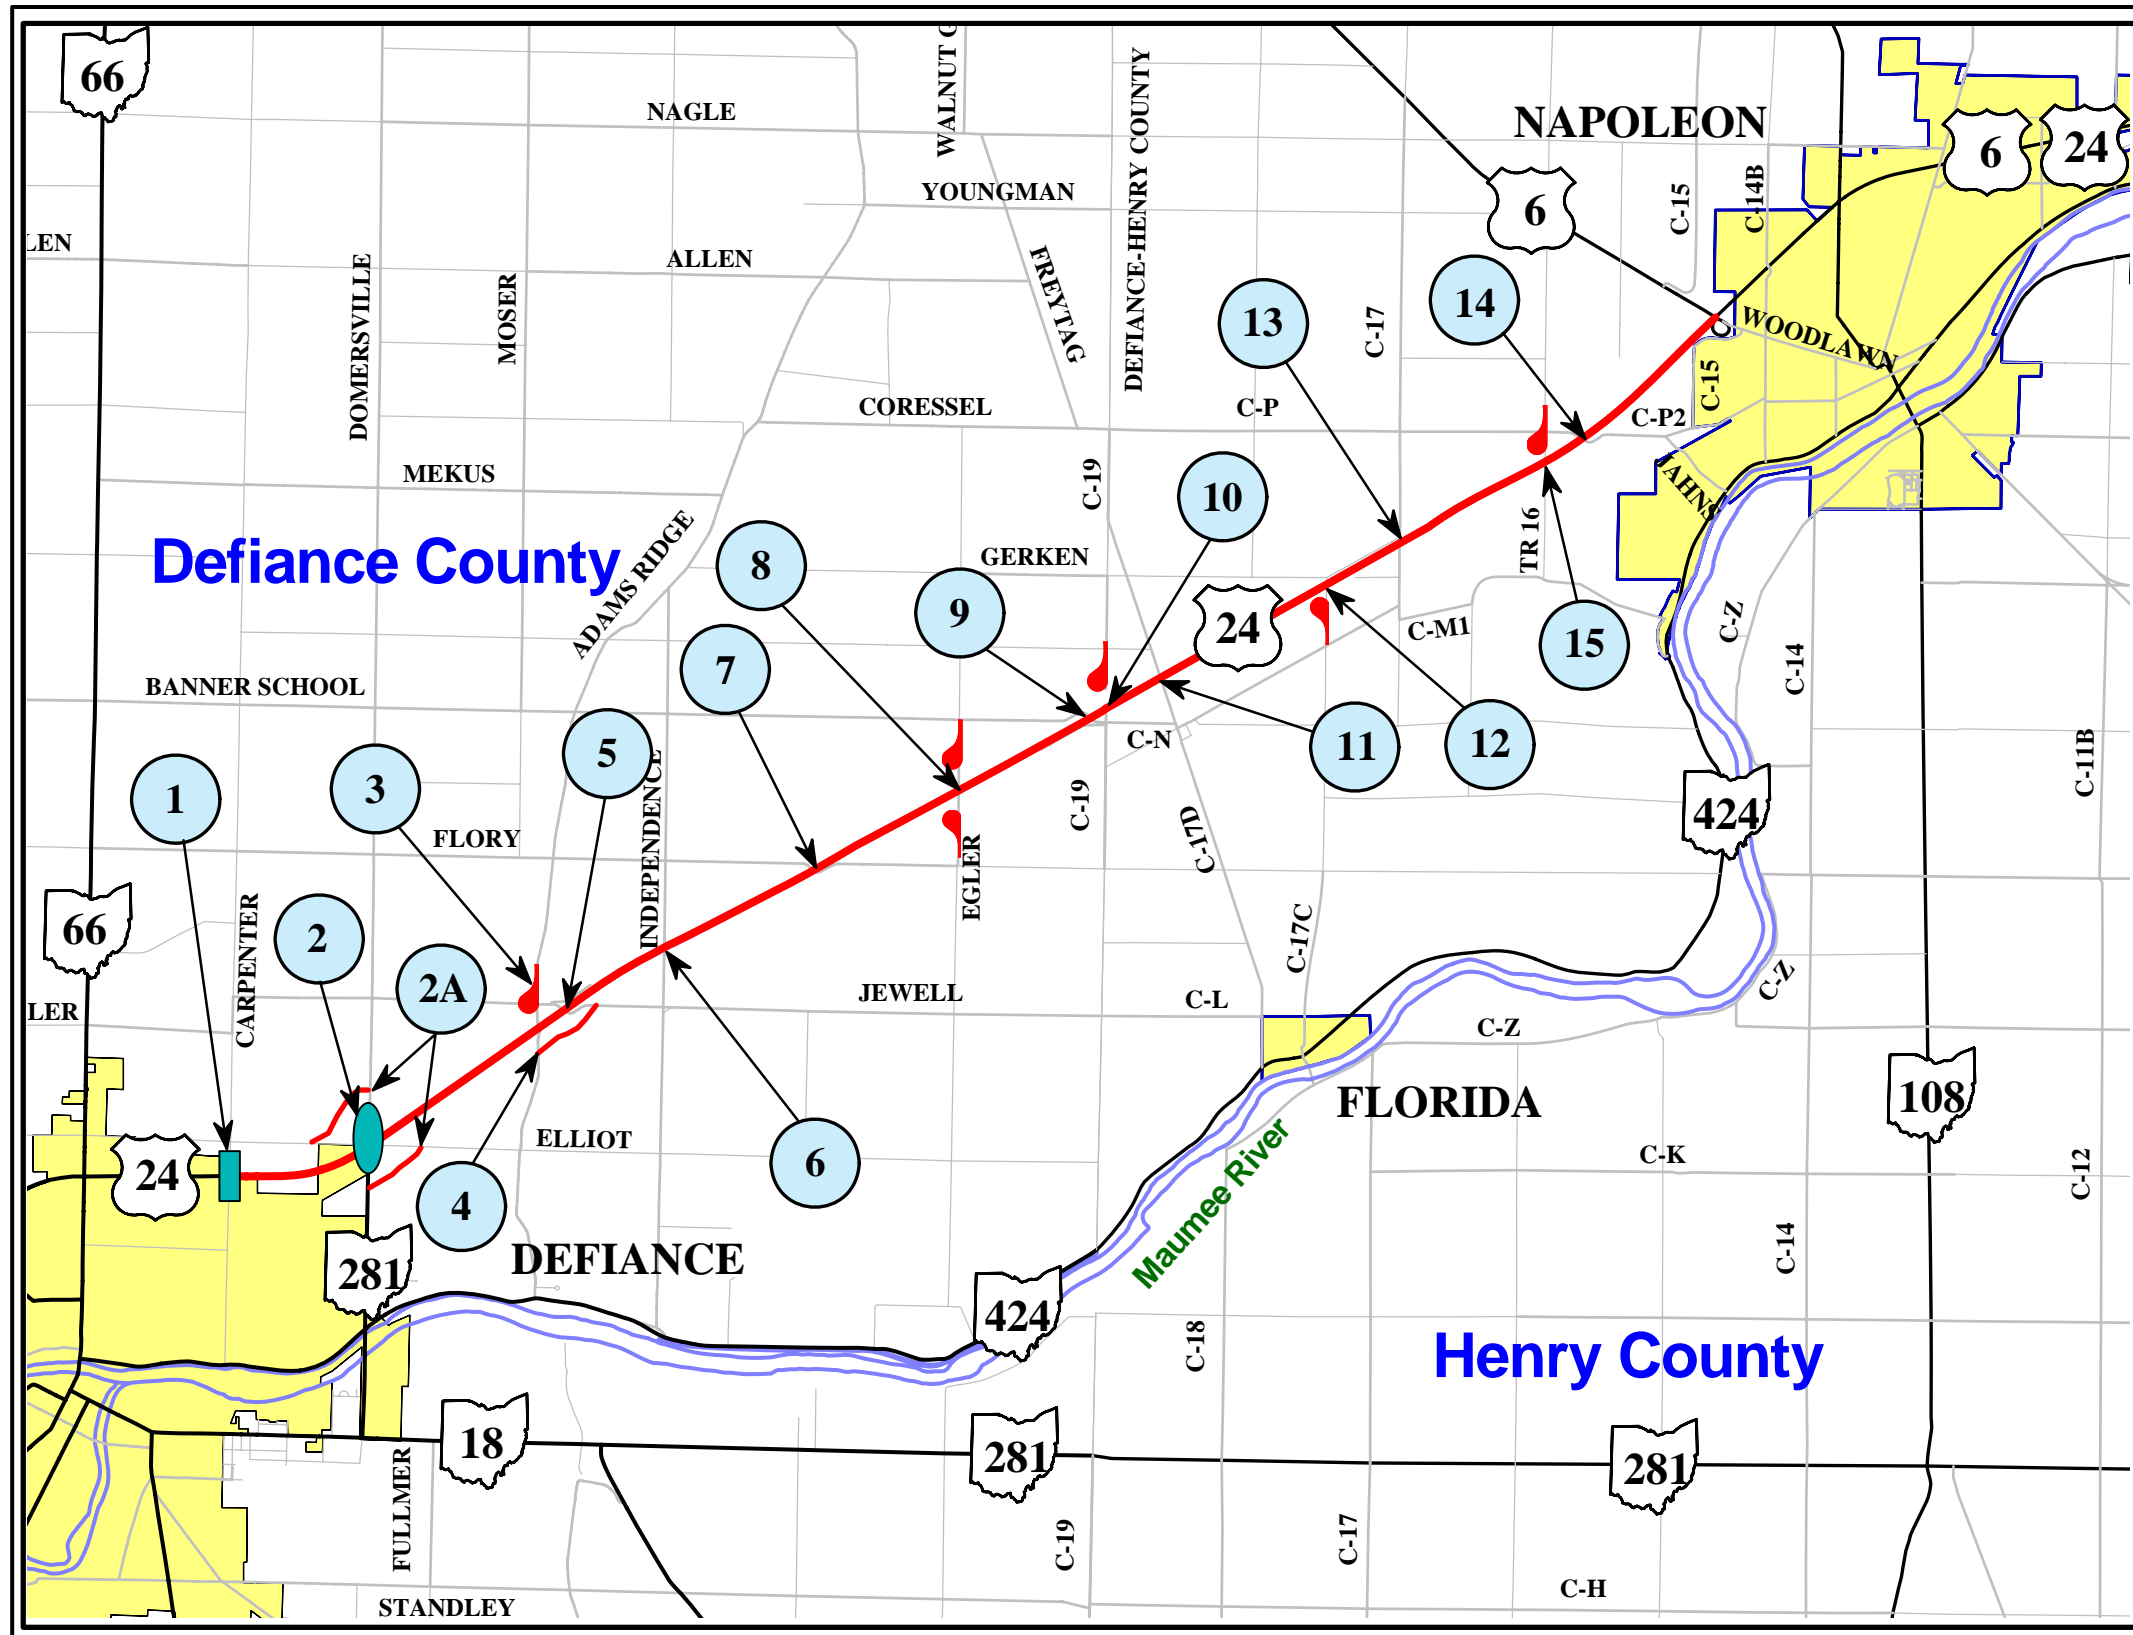 66
NAGLE
WALNUT G
DEFIANCE-HENRY COUNTY
NAPOLEON
6
24
YOUNGMAN
6
C-15
C-14B
LEN
ALLEN
FREYTAG
DOMERSVILLE
MOSER
13
14
C-17
WOODLAWN
C-15
CORESSEL
C-P
C-P2
MEKUS
C-19
10
JAHNS
TR 16
Defiance County
ADAMS RIDGE
8
GERKEN
9
24
C-M1
15
C-Z
C-14
7
BANNER SCHOOL
5
C-N
11
12
C-11B
1
3
INDEPENDENCE
C-19
424
FLORY
C-17D
EGLER
66
CARPENTER
2
C-17C
2A
JEWELL
C-L
C-Z
C-Z
LER
FLORIDA
108
ELLIOT
24
6
4
Maumee River
C-K
C-12
DEFIANCE
281
424
C-14
C-18
Henry County
18
281
281
FULLMER
C-19
C-17
C-H
STANDLEY